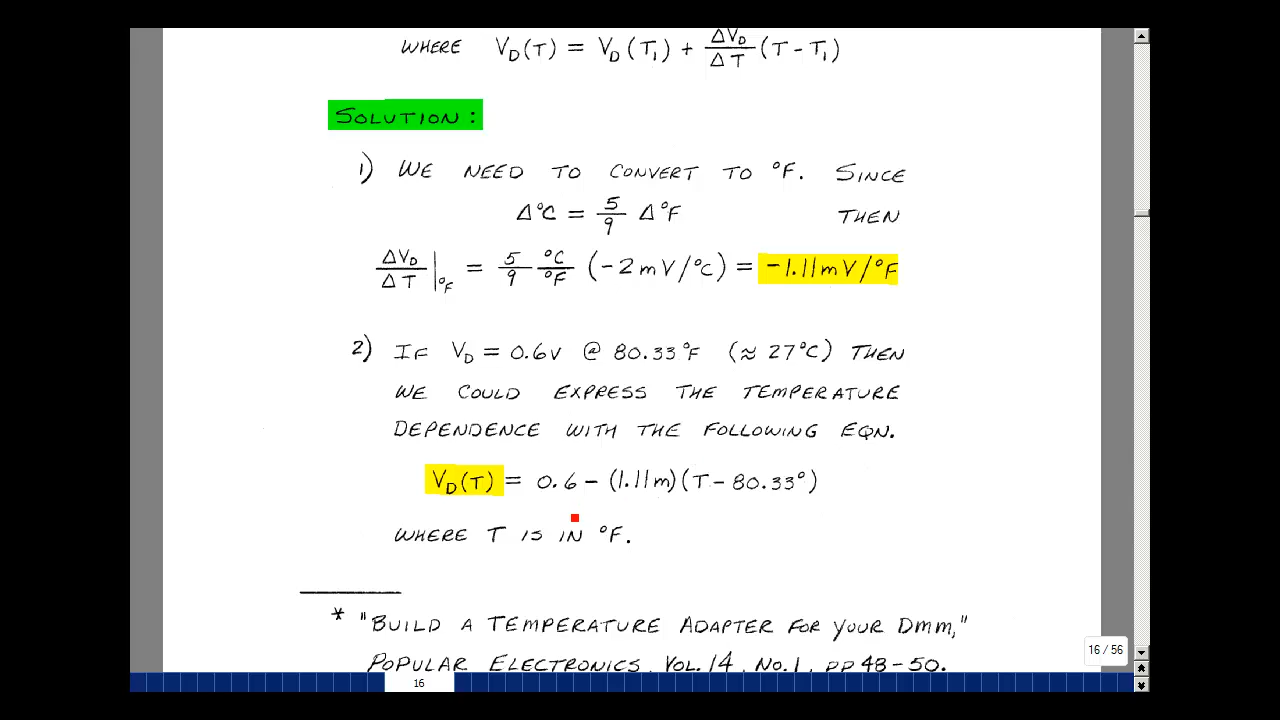 WHERE V_D(T) = V_D(T₁) + ΔV_D/ΔT (T - T₁)
SOLUTION:
1) WE NEED TO CONVERT TO °F. SINCE
Δ°C = 5/9 Δ°F THEN
ΔV_D/ΔT |°F = 5/9 °C/°F (-2mV/°C) = -1.11mV/°F
2) IF V_D = 0.6V @ 80.33°F (≈ 27°C) THEN
WE COULD EXPRESS THE TEMPERATURE
DEPENDENCE WITH THE FOLLOWING EQN.
V_D(T) = 0.6 - (1.11m)(T - 80.33°)
WHERE T IS IN °F.
* "BUILD A TEMPERATURE ADAPTER FOR YOUR DMM,"
POPULAR ELECTRONICS, VOL. 14, NO. 1, PP 48-50.
16 / 56
16